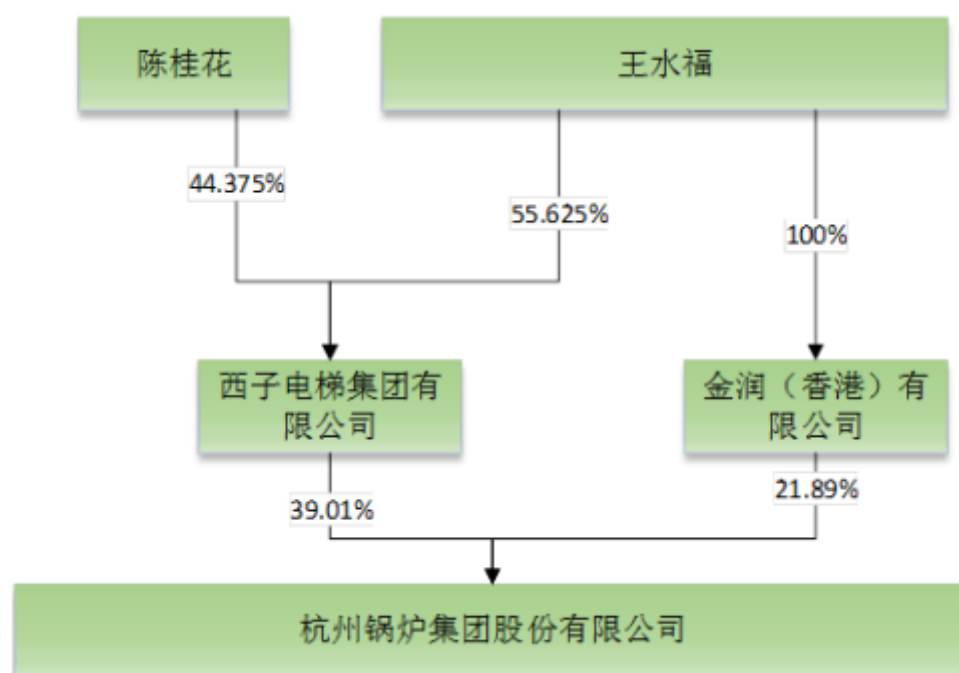 陈桂花
王水福
44.375%
55.625%
100%
西子电梯集团有
限公司
金润（香港）有
限公司
39.01%
21.89%
杭州锅炉集团股份有限公司